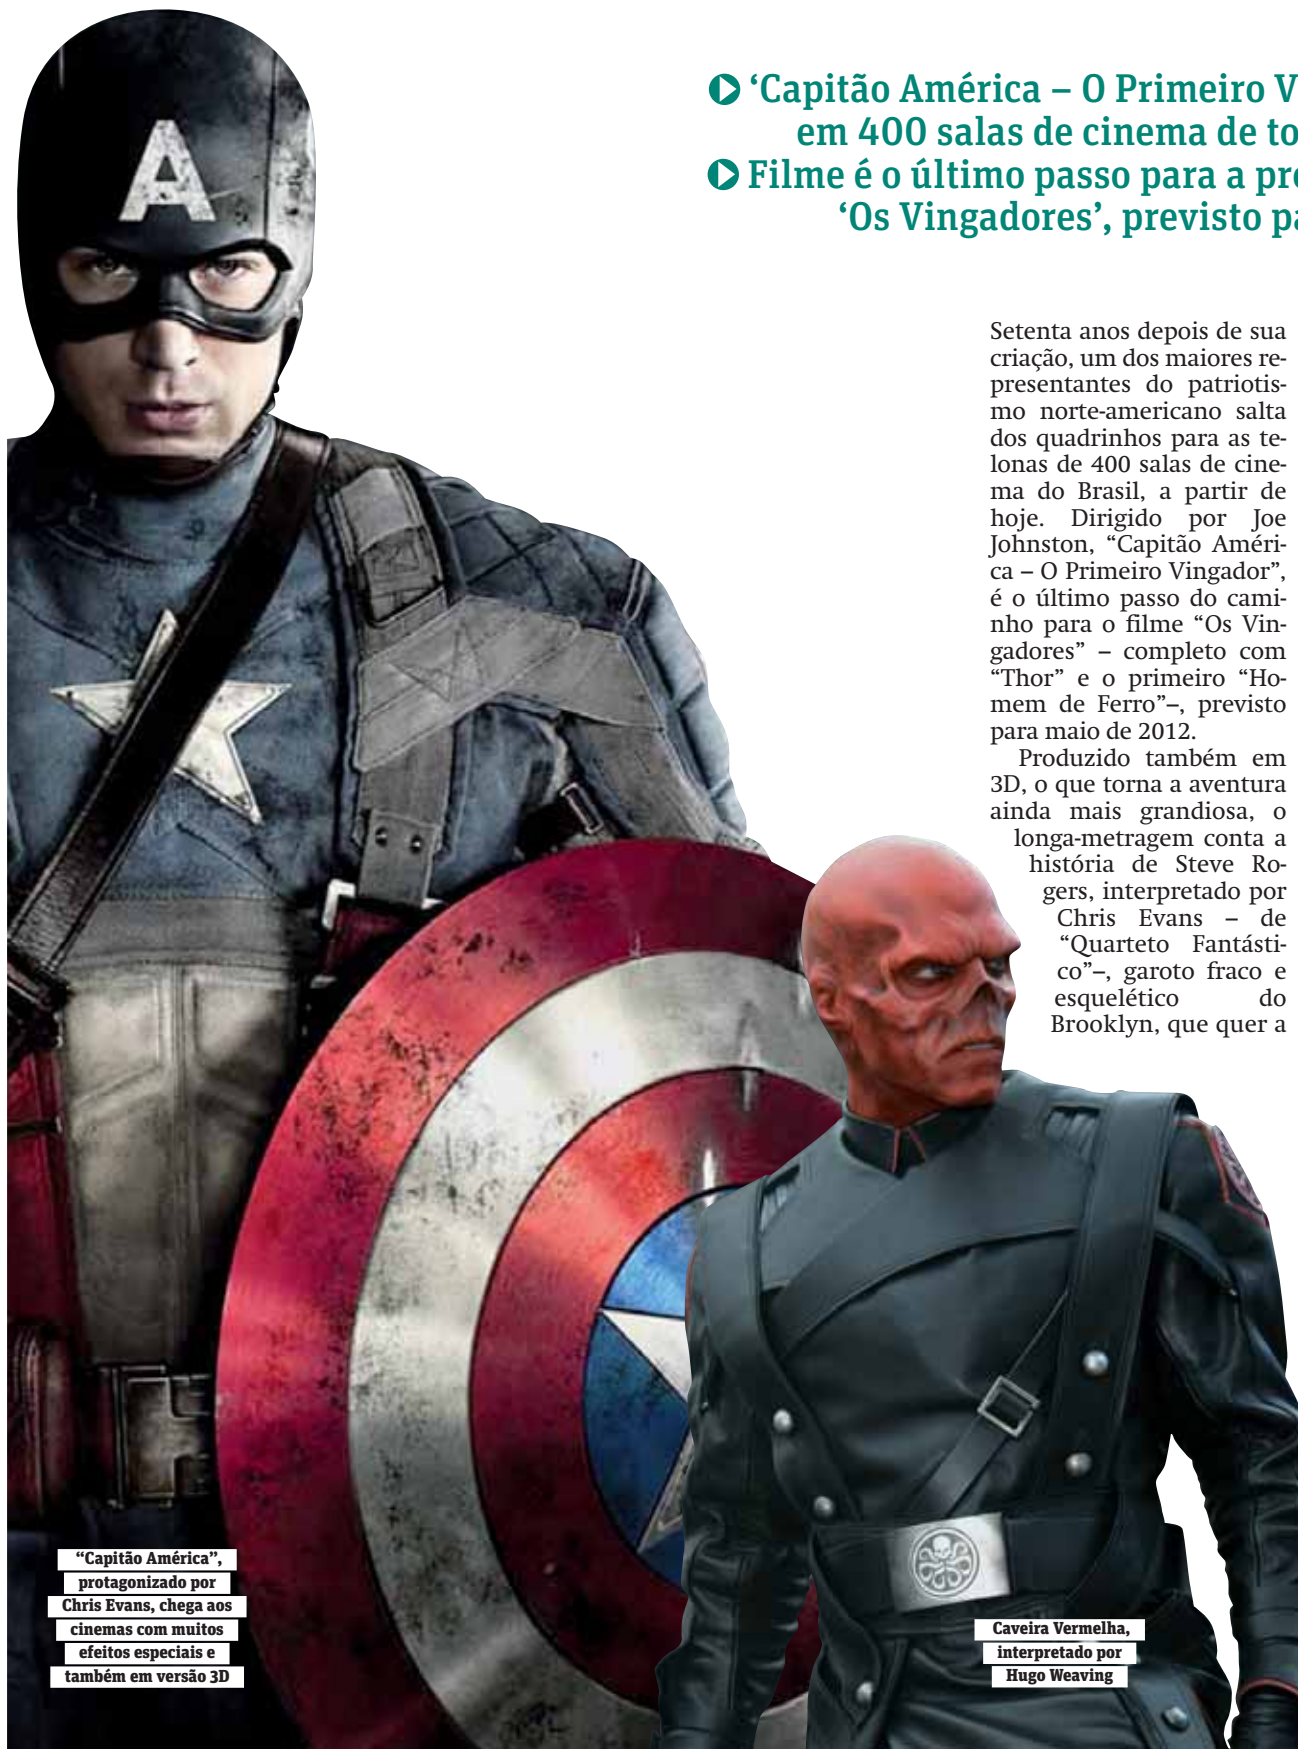 ‘Capitão América – O Primeiro V
em 400 salas de cinema de to
Filme é o último passo para a pr
‘Os Vingadores’, previsto pa
Setenta anos depois de sua
criação, um dos maiores re-
presentantes do patriotis-
mo norte-americano salta
dos quadrinhos para as te-
lonas de 400 salas de cine-
ma do Brasil, a partir de
hoje. Dirigido por Joe
Johnston, “Capitão Améri-
ca – O Primeiro Vingador”,
é o último passo do cami-
nho para o filme “Os Vin-
gadores” – completo com
“Thor” e o primeiro “Ho-
mem de Ferro”–, previsto
para maio de 2012.
Produzido também em
3D, o que torna a aventura
ainda mais grandiosa, o
longa-metragem conta a
história de Steve Ro-
gers, interpretado por
Chris Evans – de
“Quarteto Fantásti-
co”–, garoto fraco e
esquelético do
Brooklyn, que quer a
A
“Capitão América”,
protagonizado por
Chris Evans, chega aos
cinemas com muitos
efeitos especiais e
também em versão 3D
Caveira Vermelha,
interpretado por
Hugo Weaving